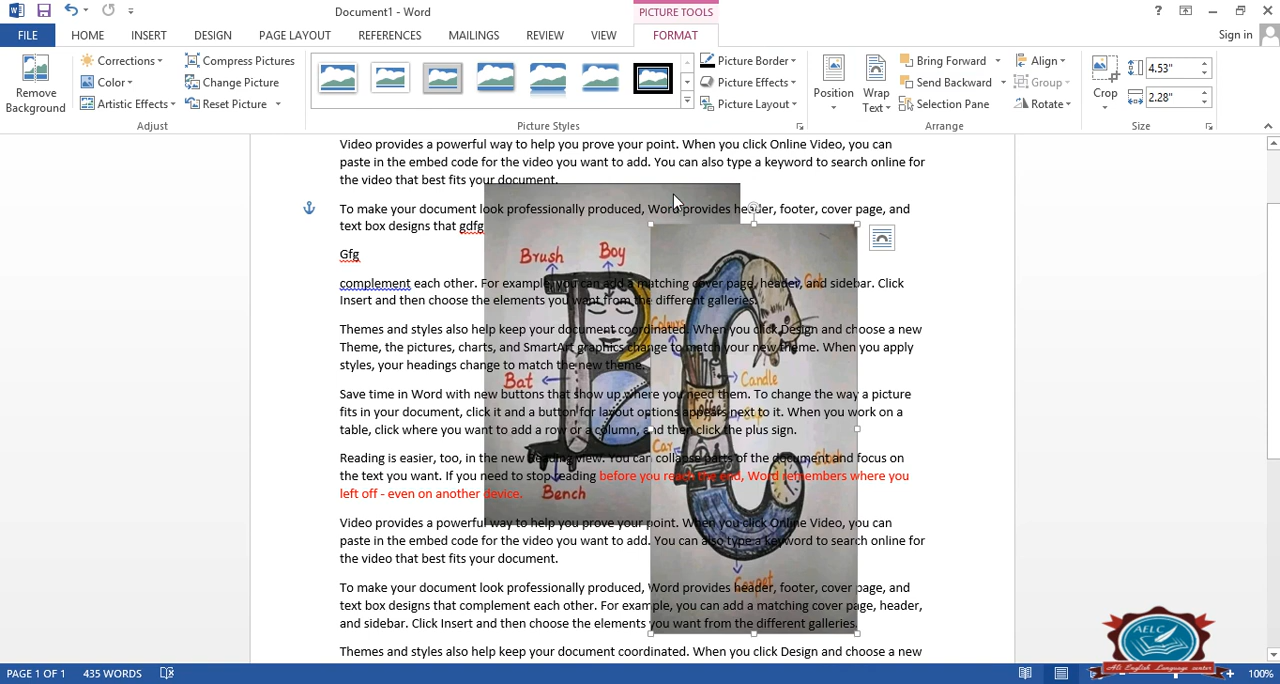 Document1 - Word
PICTURE TOOLS
?
FILE
HOME
INSERT
DESIGN
PAGE LAYOUT
REFERENCES
MAILINGS
REVIEW
VIEW
FORMAT
Sign in
Remove Background
Corrections
Color
Artistic Effects
Compress Pictures
Change Picture
Reset Picture
Adjust
Picture Styles
Picture Border
Picture Effects
Picture Layout
Position
Wrap Text
Bring Forward
Send Backward
Selection Pane
Align
Group
Rotate
Arrange
Crop
4.53"
2.28"
Size
Video provides a powerful way to help you prove your point. When you click Online Video, you can
paste in the embed code for the video you want to add. You can also type a keyword to search online for
the video that best fits your document.
To make your document look professionally produced, Word provides header, footer, cover page, and
text box designs that gdfg
Gfg
complement each other. For example, you can add a matching cover page, header, and sidebar. Click
Insert and then choose the elements you want from the different galleries.
Themes and styles also help keep your document coordinated. When you click Design and choose a new
Theme, the pictures, charts, and SmartArt graphics change to match your new theme. When you apply
styles, your headings change to match the new theme.
Save time in Word with new buttons that show up where you need them. To change the way a picture
fits in your document, click it and a button for layout options appears next to it. When you work on a
table, click where you want to add a row or a column, and then click the plus sign.
Reading is easier, too, in the new Reading view. You can collapse parts of the document and focus on
the text you want. If you need to stop reading before you reach the end, Word remembers where you
left off - even on another device.
Video provides a powerful way to help you prove your point. When you click Online Video, you can
paste in the embed code for the video you want to add. You can also type a keyword to search online for
the video that best fits your document.
To make your document look professionally produced, Word provides header, footer, cover page, and
text box designs that complement each other. For example, you can add a matching cover page, header,
and sidebar. Click Insert and then choose the elements you want from the different galleries.
Themes and styles also help keep your document coordinated. When you click Design and choose a new
Brush
Boy
Bat
Bench
Cat
Colours
Candle
Coffee
Cup
Car
Clock
Carpet
AELC
Ali English Language center
PAGE 1 OF 1
435 WORDS
100%